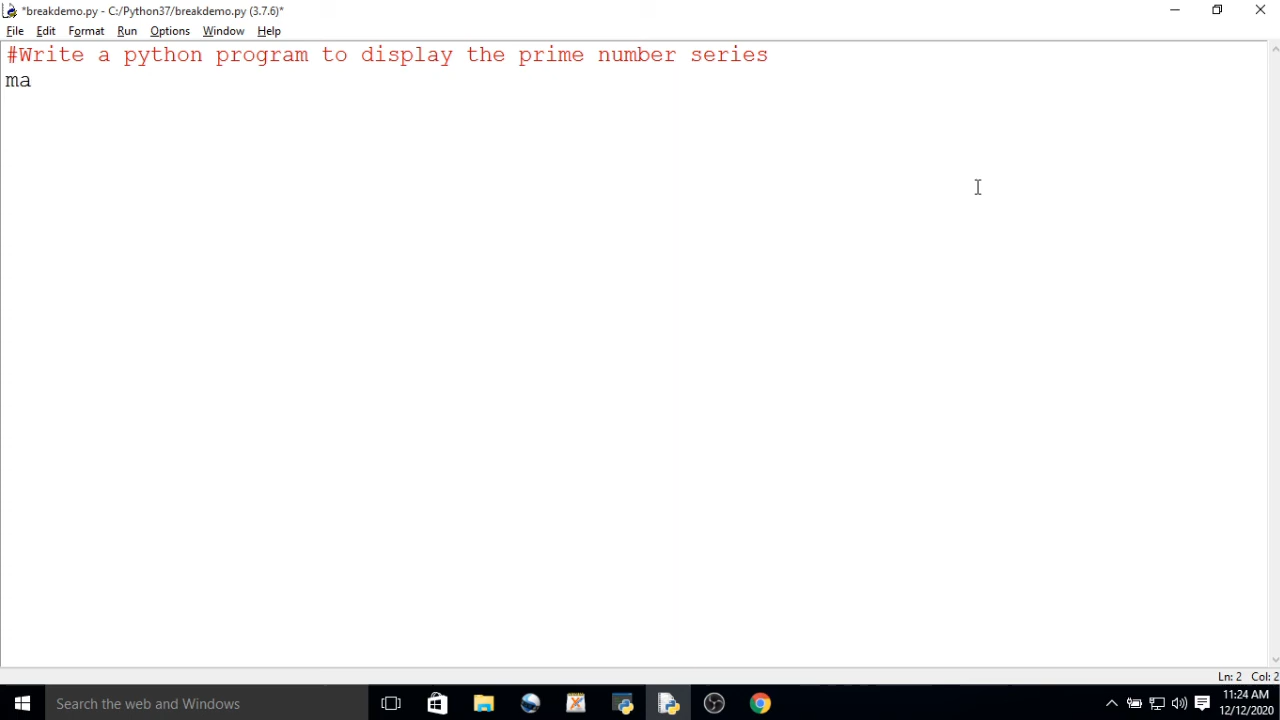 *breakdemo.py - C:/Python37/breakdemo.py (3.7.6)*
File Edit Format Run Options Window Help
#Write a python program to display the prime number series
ma
Ln: 2 Col: 2
Search the web and Windows
11:24 AM
12/12/2020